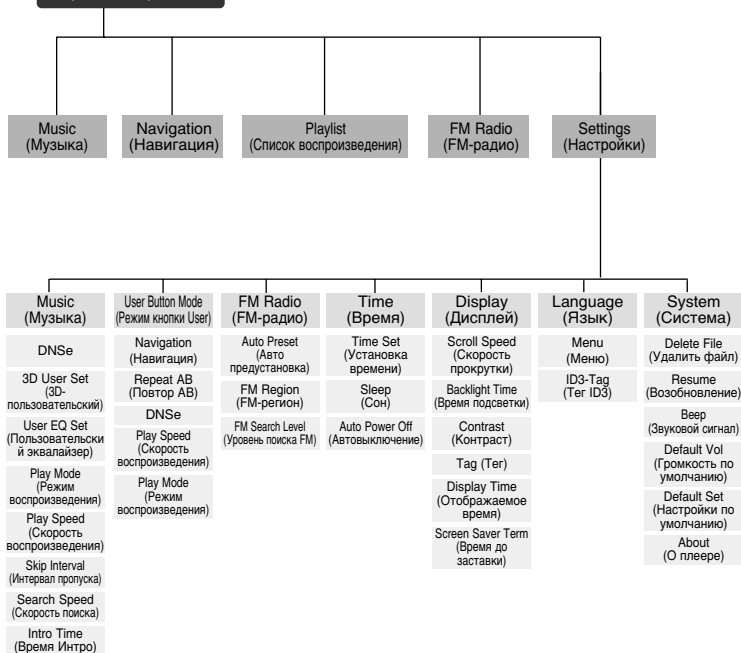 Music
(Музыка)
Navigation
(Навигация)
Playlist
(Список воспроизведения)
FM Radio
(FM-радио)
Settings
(Настройки)
Music
(Музыка)
DNSe
3D User Set
(3D-
пользовательский)
User EQ Set
(Пользовательски
й эквалайзер)
Play Mode
(Режим
воспроизведения)
Play Speed
(Скорость
воспроизведения)
Skip Interval
(Интервал пропуска)
Search Speed
(Скорость поиска)
Intro Time
(Время Интро)
User Button Mode
(Режим кнопки User)
Navigation
(Навигация)
Repeat AB
(Повтор AB)
DNSe
Play Speed
(Скорость
воспроизведения)
Play Mode
(Режим
воспроизведения)
FM Radio
(FM-радио)
Auto Preset
(Авто
предустановка)
FM Region
(FM-регион)
FM Search Level
(Уровень поиска FM)
Time
(Время)
Time Set
(Установка
времени)
Sleep
(Сон)
Auto Power Off
(Автовыключение)
Display
(Дисплей)
Scroll Speed
(Скорость
прокрутки)
Backlight Time
(Время подсветки)
Contrast
(Контраст)
Tag (Тег)
Display Time
(Отображаемое
время)
Screen Saver Term
(Время до
заставки)
Language
(Язык)
Menu
(Меню)
ID3-Tag
(Тег ID3)
System
(Система)
Delete File
(Удалить файл)
Resume
(Возобновление)
Beep
(Звуковой сигнал)
Default Vol
(Громкость по
умолчанию)
Default Set
(Настройки по
умолчанию)
About
(О плеере)